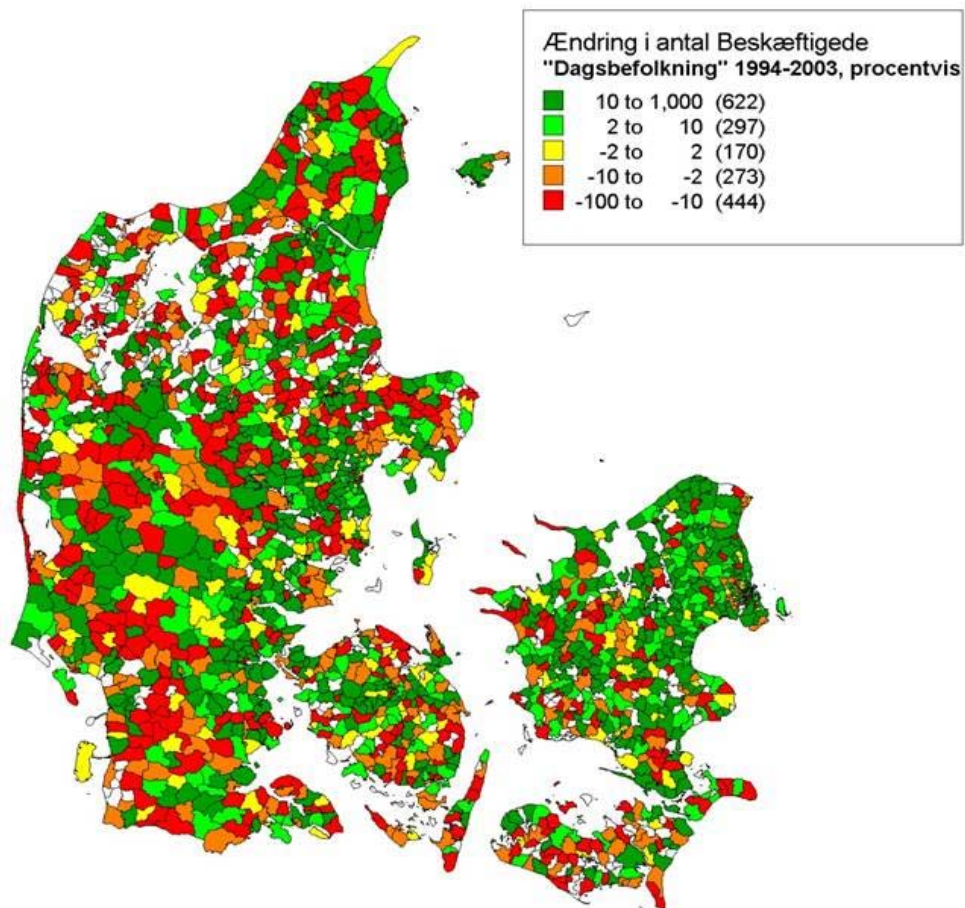 Ændring i antal Beskæftigede
"Dagsbefolkning" 1994-2003, procentvis
10 to 1,000 (622)
2 to 10 (297)
-2 to 2 (170)
-10 to -2 (273)
-100 to -10 (444)